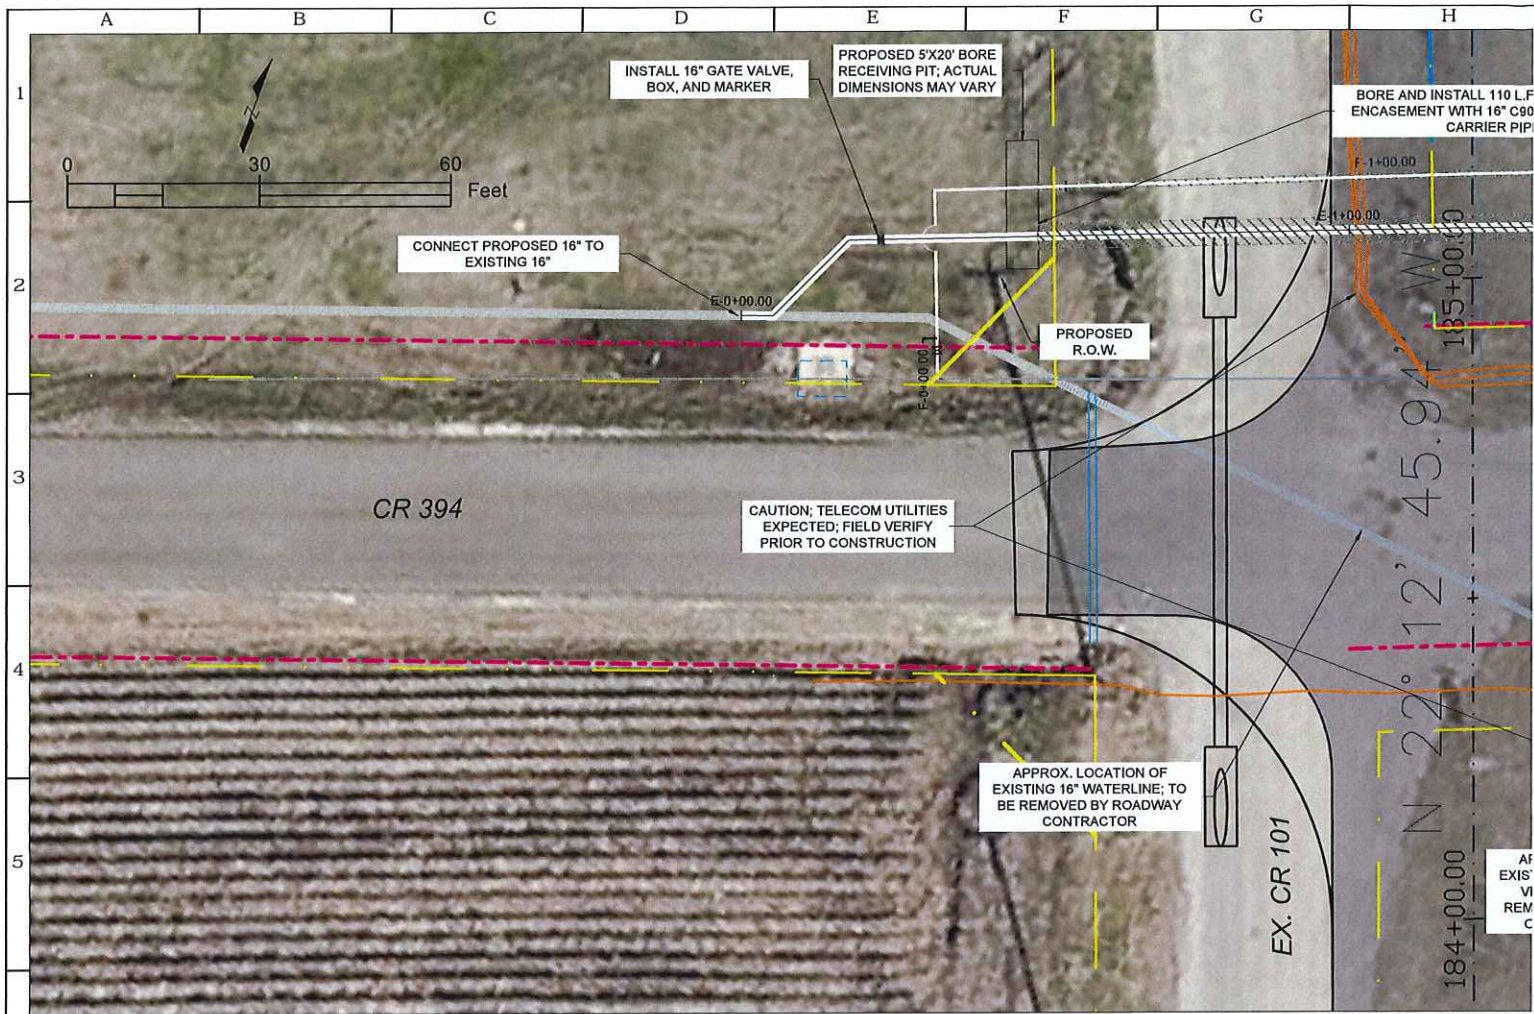 A B C D E F G H
1
2
3
4
5
INSTALL 16" GATE VALVE,
BOX, AND MARKER
PROPOSED 5'X20' BORE
RECEIVING PIT; ACTUAL
DIMENSIONS MAY VARY
BORE AND INSTALL 110 L.F
ENCASEMENT WITH 16" C90
CARRIER PIP
Z
0 30 60
Feet
F-1+00.00
E-1+00.00
CONNECT PROPOSED 16" TO
EXISTING 16"
E-0+00.00
PROPOSED
R.O.W.
F-0+00.00
185+00.00
N 22° 12' 45.94" W
CR 394
CAUTION; TELECOM UTILITIES
EXPECTED; FIELD VERIFY
PRIOR TO CONSTRUCTION
APPROX. LOCATION OF
EXISTING 16" WATERLINE; TO
BE REMOVED BY ROADWAY
CONTRACTOR
EX. CR 101
184+00.00
EXIS
REM